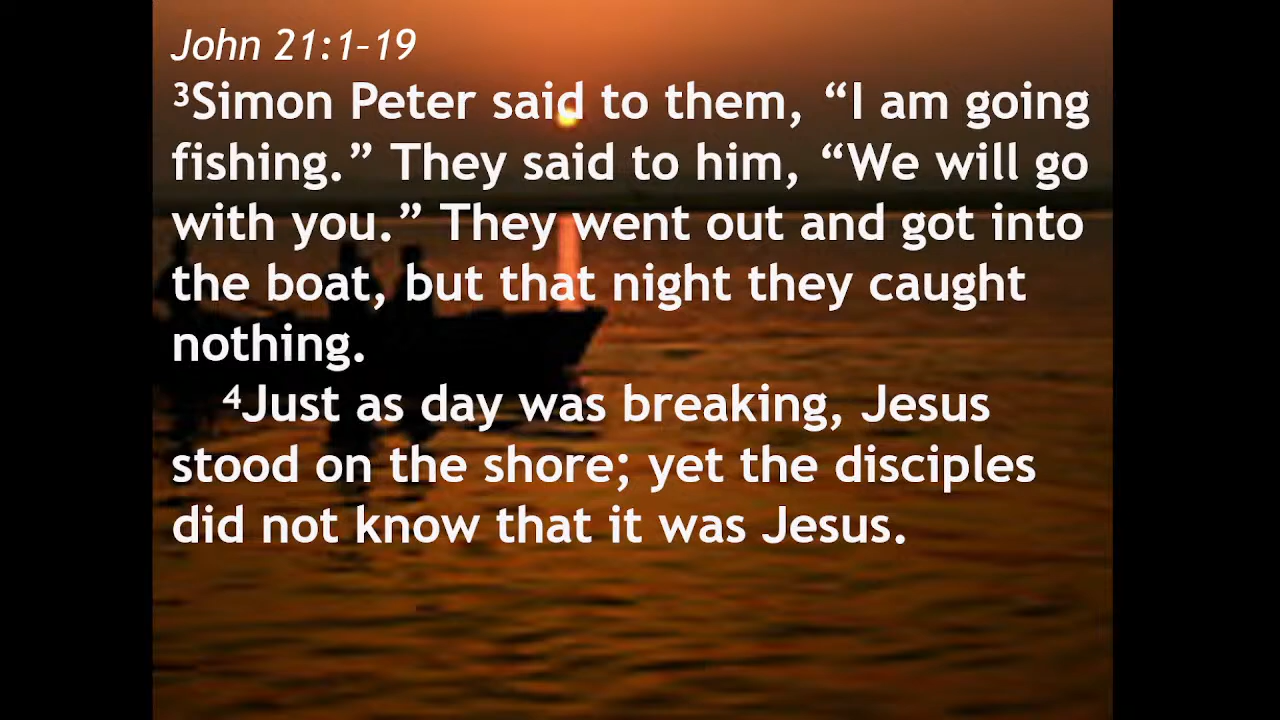 John 21:1–19
³Simon Peter said to them, “I am going
fishing.” They said to him, “We will go
with you.” They went out and got into
the boat, but that night they caught
nothing.
⁴Just as day was breaking, Jesus
stood on the shore; yet the disciples
did not know that it was Jesus.